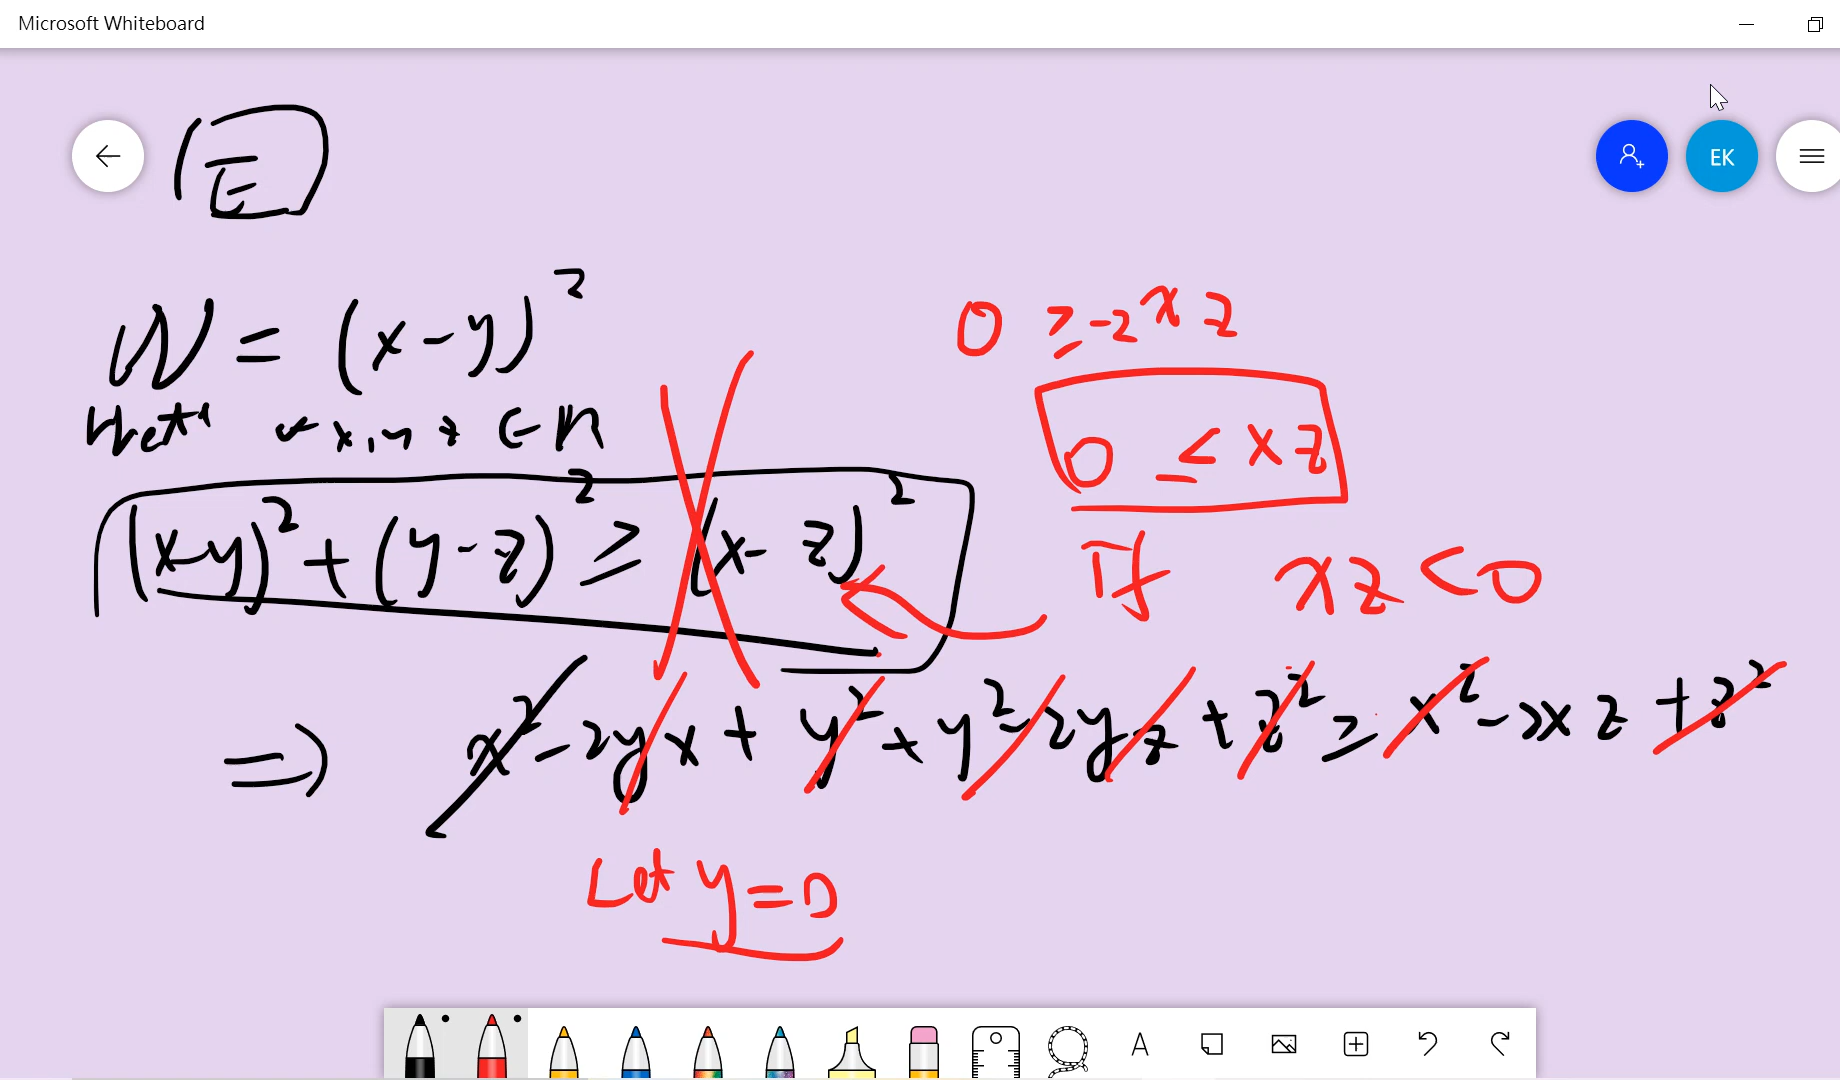 Microsoft Whiteboard
E
EK
N = (x-y)²
x, y, z ∈ R
(x-y)² + (y-z)² ≥ (x-z)²
0 ≥ -2xz
0 ≤ xz
If xz < 0
=> x² - 2yx + y² + y² - 2yz + z² ≥ x² - 2xz + z²
Let y = 0
A